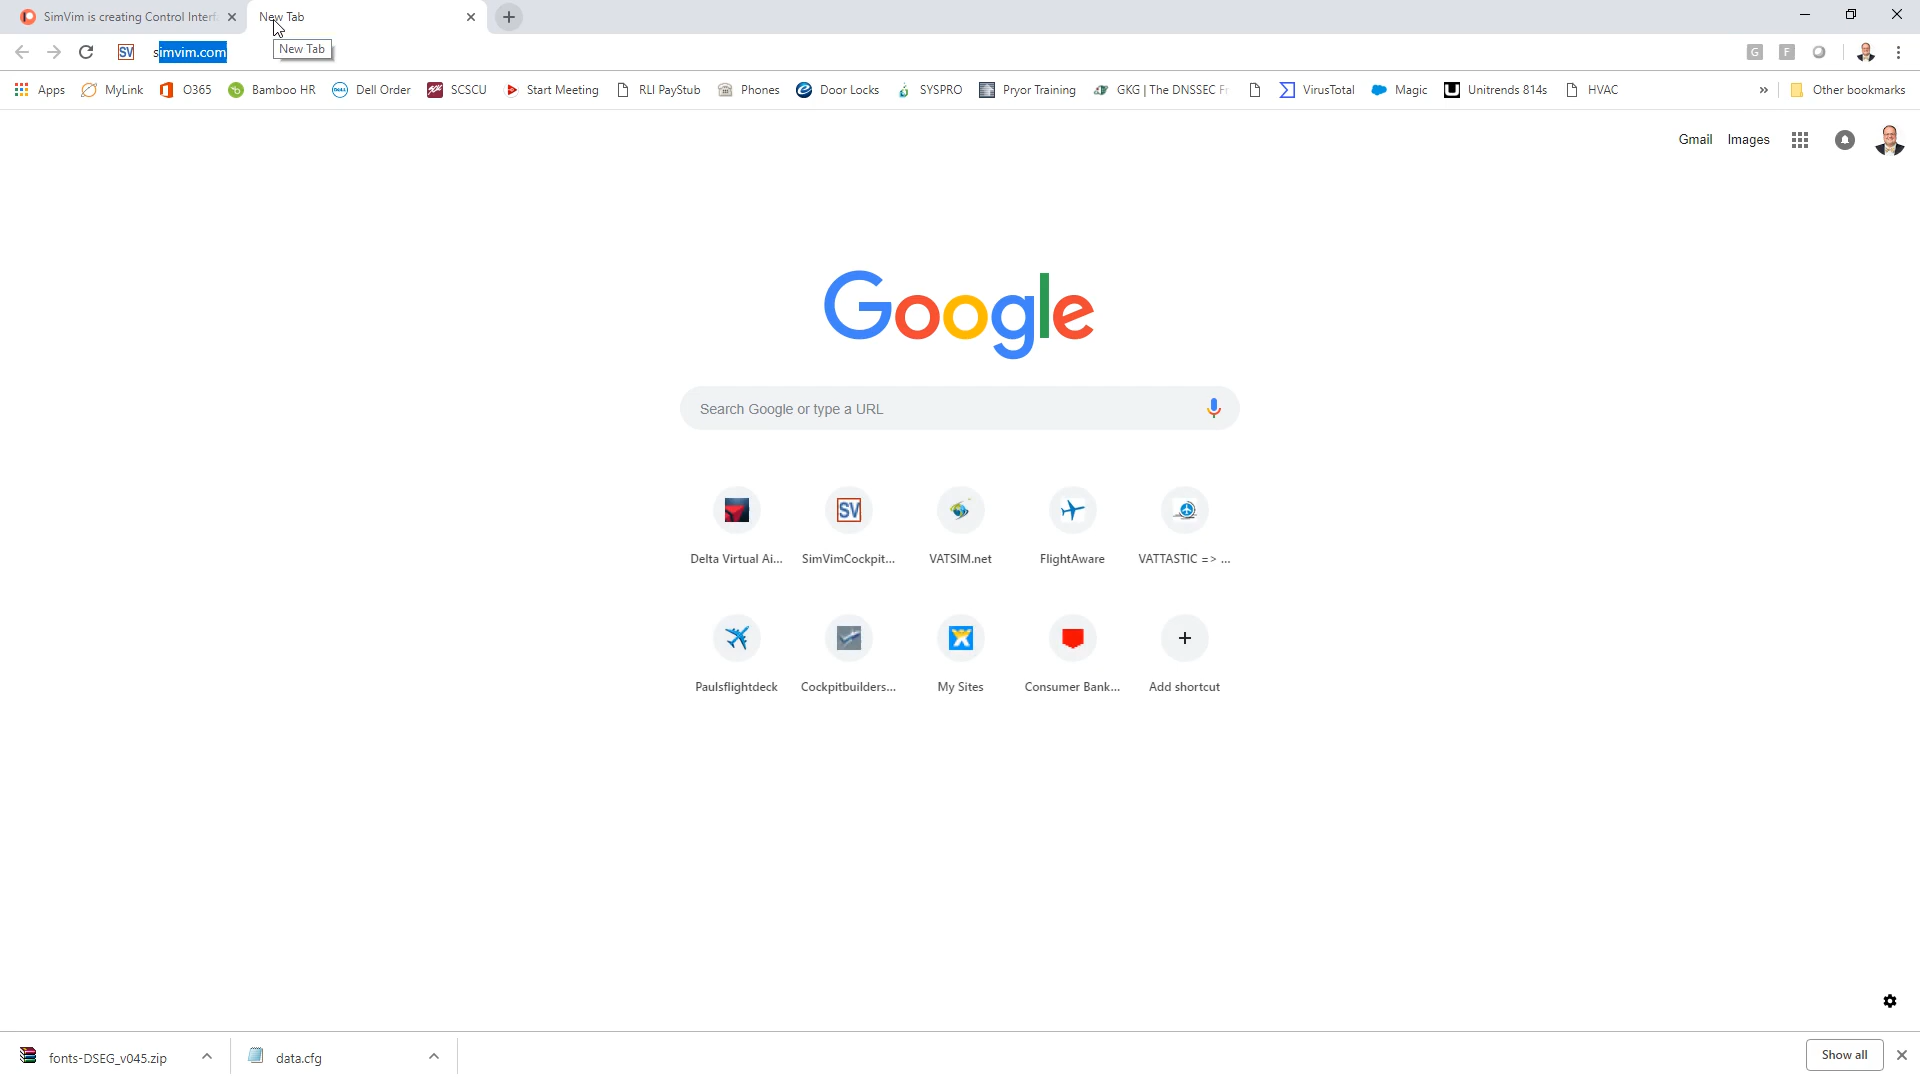 SimVim is creating Control Interf
New Tab
simvim.com
New Tab
G
F
Apps
MyLink
O365
Bamboo HR
Dell Order
SCSCU
Start Meeting
RLI PayStub
Phones
Door Locks
SYSPRO
Pryor Training
GKG | The DNSSEC Fr
VirusTotal
Magic
Unitrends 814s
HVAC
»
Other bookmarks
Gmail
Images
Google
Search Google or type a URL
SV
Delta Virtual Ai...
SimVimCockpit...
VATSIM.net
FlightAware
VATTASTIC => ...
Paulsflightdeck
Cockpitbuilders...
My Sites
Consumer Bank...
Add shortcut
fonts-DSEG_v045.zip
data.cfg
Show all